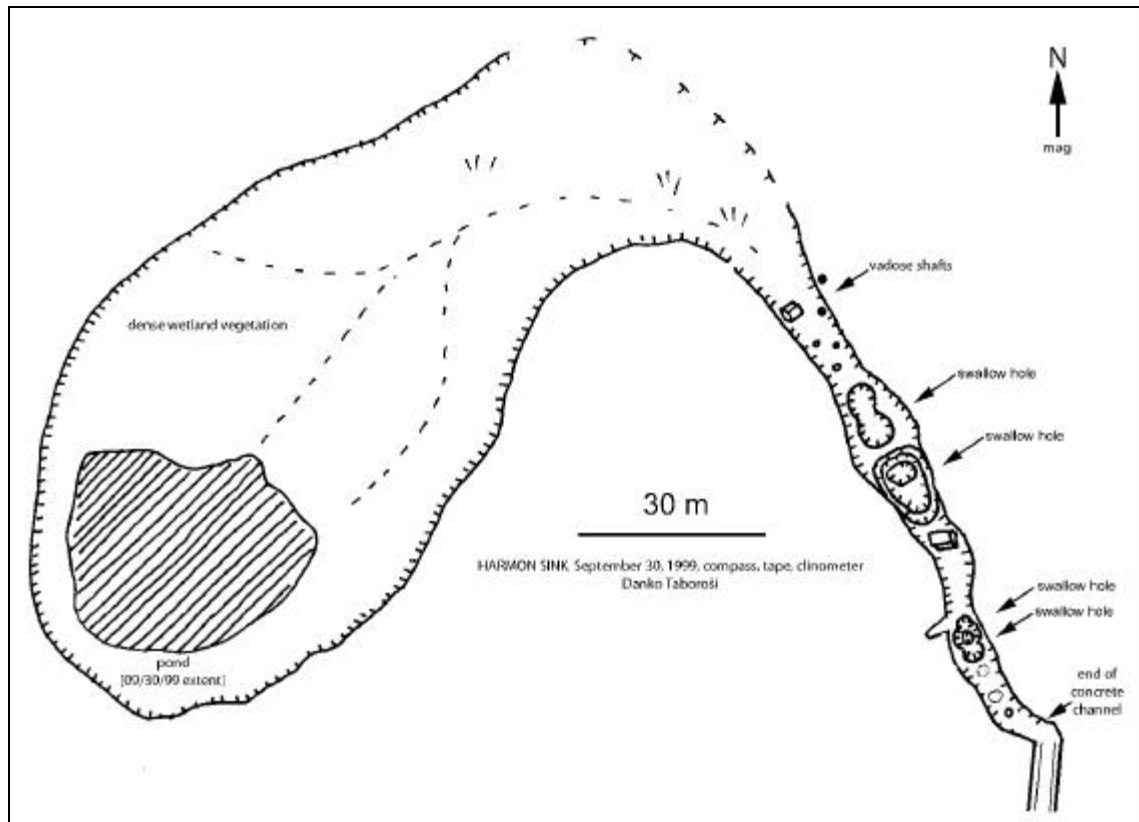 N
mag
vadose shafts
dense wetland vegetation
swallow hole
swallow hole
30 m
HARMON SINK, September 30, 1999, compass, tape, clinometer
Danko Taboroši
swallow hole
swallow hole
pond
[09/30/99 extent]
end of
concrete
channel